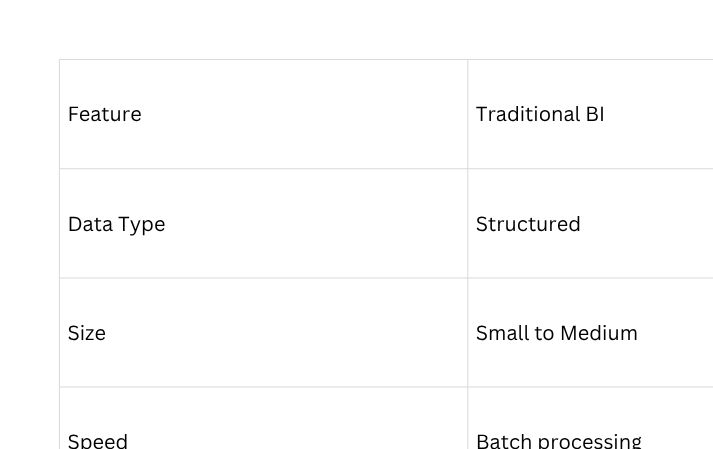 Feature Traditional BI
Data Type Structured
Size Small to Medium
Speed Batch processing